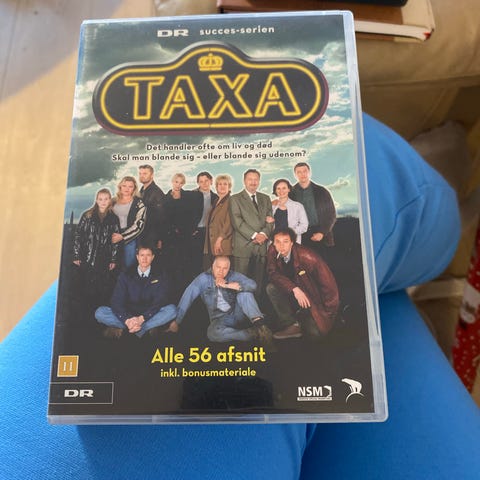 DR succes-serien
TAXA
Det handler ofte om liv og død
Skal man blande sig – eller blande sig udenom?
Alle 56 afsnit
inkl. bonusmateriale
11
DR
NSM